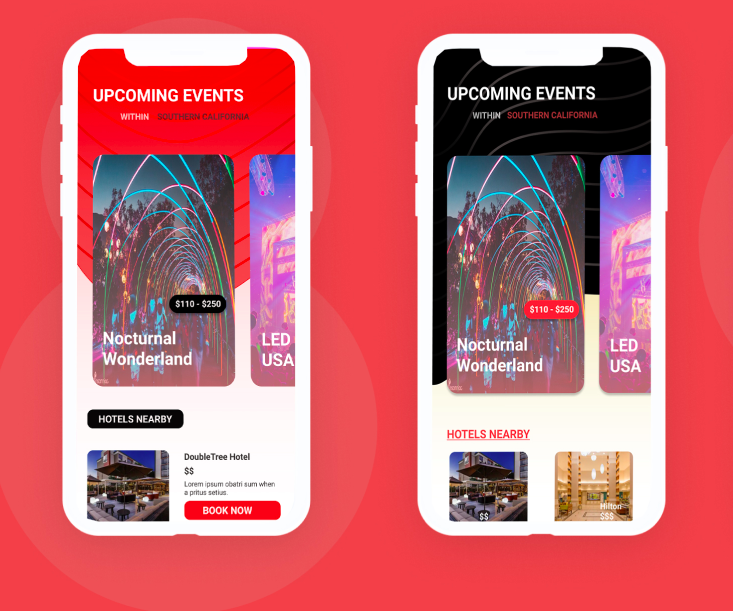 UPCOMING EVENTS
WITHIN SOUTHERN CALIFORNIA
$110 - $250
Nocturnal
Wonderland
LED
USA
HOTELS NEARBY
DoubleTree Hotel
$$
Lorem ipsum obatri sum when
a pritus setius.
BOOK NOW
UPCOMING EVENTS
WITHIN SOUTHERN CALIFORNIA
$110 - $250
Nocturnal
Wonderland
LED
USA
HOTELS NEARBY
$$
Hilton
$$$